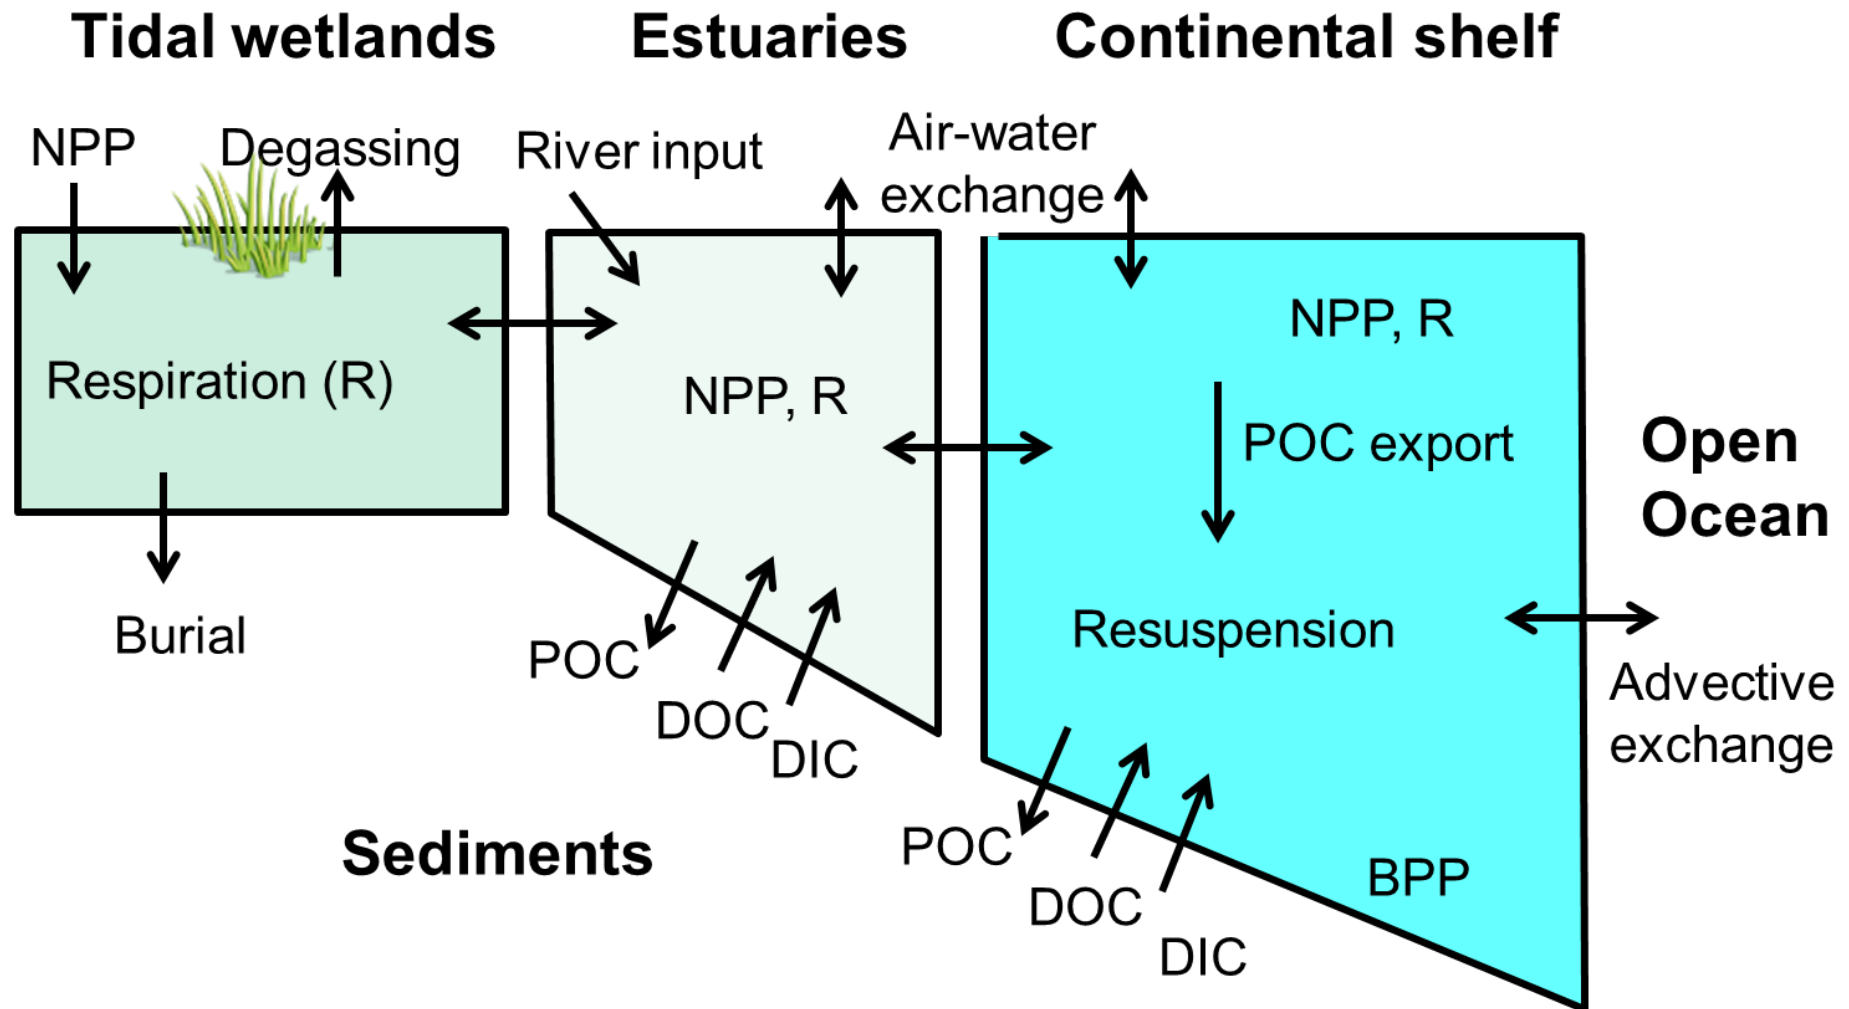 Tidal wetlands
Estuaries
Continental shelf
NPP
Degassing
River input
Air-water
exchange
Respiration (R)
NPP, R
NPP, R
POC export
Open
Ocean
Resuspension
Burial
POC
DOC
DIC
Advective
exchange
Sediments
POC
DOC
DIC
BPP